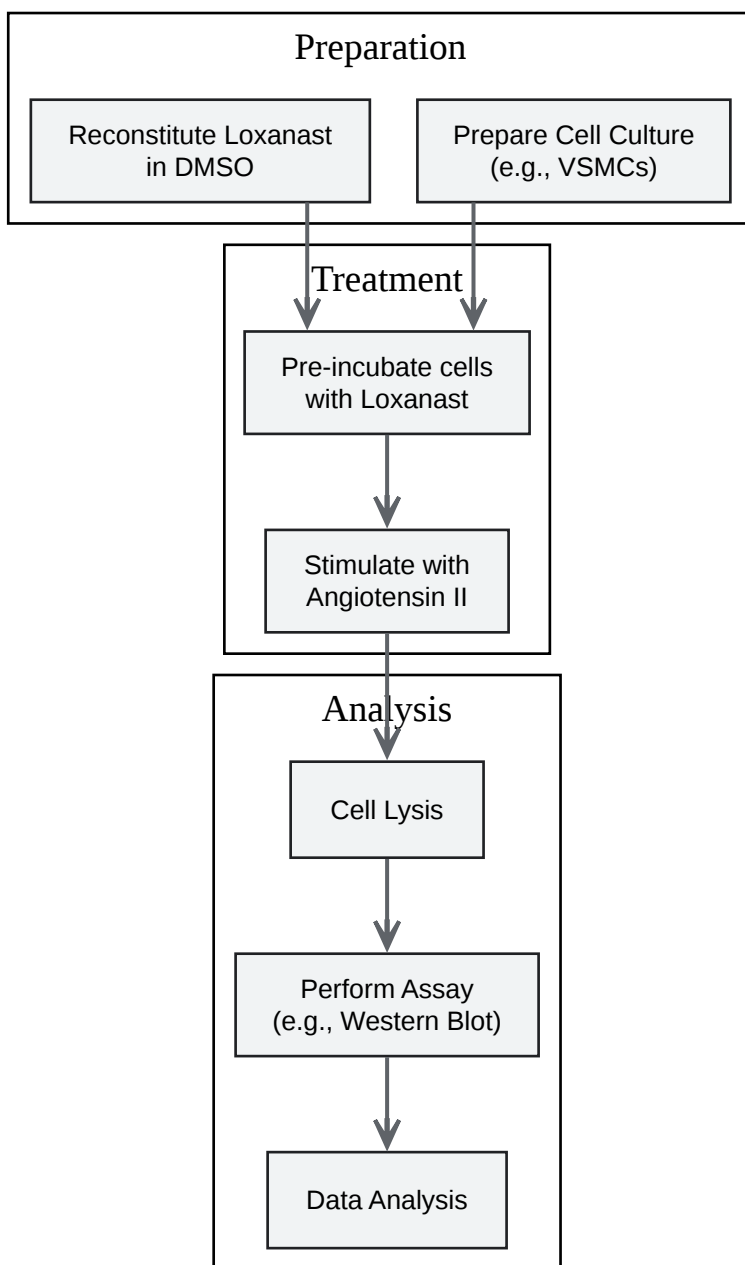 Preparation
Reconstitute Loxanast
in DMSO
Prepare Cell Culture
(e.g., VSMCs)
Treatment
Pre-incubate cells
with Loxanast
Stimulate with
Angiotensin II
Analysis
Cell Lysis
Perform Assay
(e.g., Western Blot)
Data Analysis